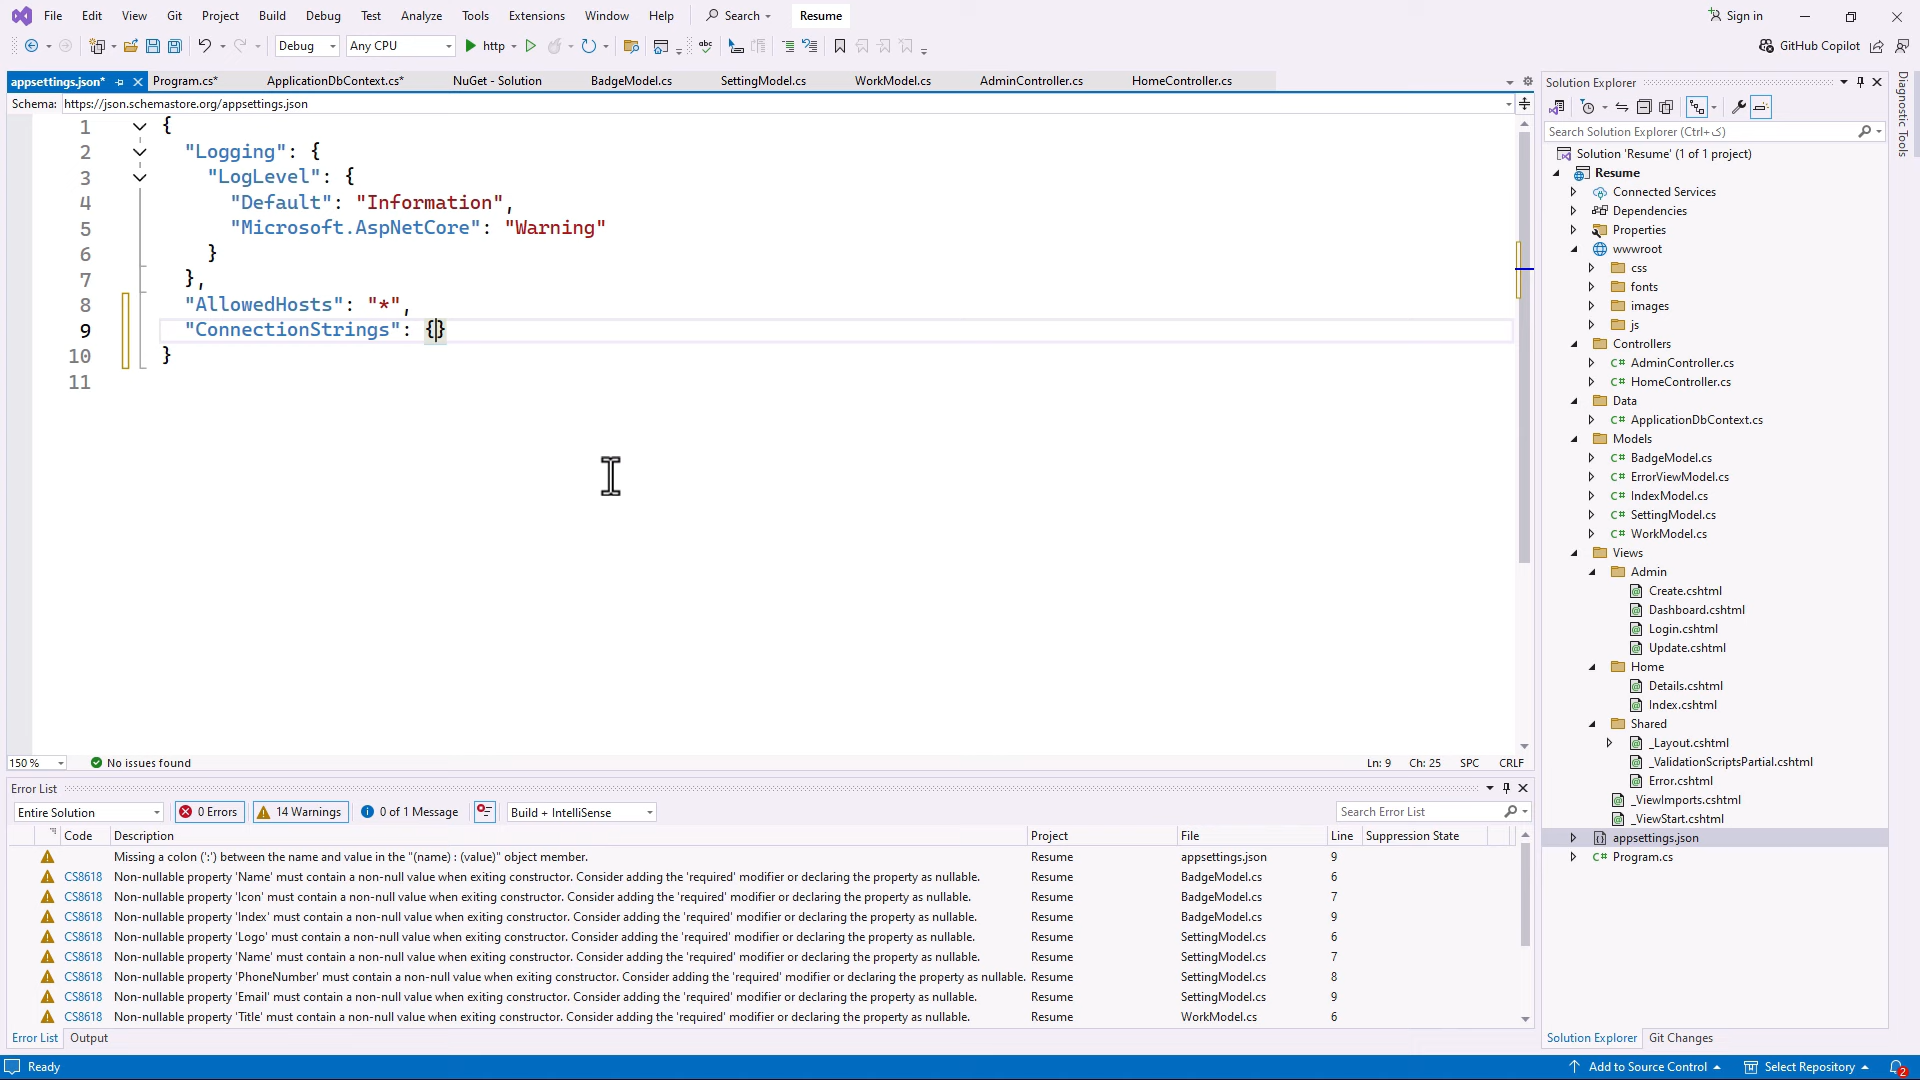 File Edit View Git Project Build Debug Test Analyze Tools Extensions Window Help Search Resume Sign in
Debug Any CPU http GitHub Copilot
appsettings.json* Program.cs* ApplicationDbContext.cs* NuGet - Solution BadgeModel.cs SettingModel.cs WorkModel.cs AdminController.cs HomeController.cs
Schema: https://json.schemastore.org/appsettings.json
1 {
2 "Logging": {
3 "LogLevel": {
4 "Default": "Information",
5 "Microsoft.AspNetCore": "Warning"
6 }
7 },
8 "AllowedHosts": "*",
9 "ConnectionStrings": {}
10 }
11
150 % No issues found Ln: 9 Ch: 25 SPC CRLF
Error List
Entire Solution 0 Errors 14 Warnings 0 of 1 Message Build + IntelliSense Search Error List
Code Description Project File Line Suppression State
Missing a colon (':') between the name and value in the "(name) : (value)" object member. Resume appsettings.json 9
CS8618 Non-nullable property 'Name' must contain a non-null value when exiting constructor. Consider adding the 'required' modifier or declaring the property as nullable. Resume BadgeModel.cs 6
CS8618 Non-nullable property 'Icon' must contain a non-null value when exiting constructor. Consider adding the 'required' modifier or declaring the property as nullable. Resume BadgeModel.cs 7
CS8618 Non-nullable property 'Index' must contain a non-null value when exiting constructor. Consider adding the 'required' modifier or declaring the property as nullable. Resume BadgeModel.cs 9
CS8618 Non-nullable property 'Logo' must contain a non-null value when exiting constructor. Consider adding the 'required' modifier or declaring the property as nullable. Resume SettingModel.cs 6
CS8618 Non-nullable property 'Name' must contain a non-null value when exiting constructor. Consider adding the 'required' modifier or declaring the property as nullable. Resume SettingModel.cs 7
CS8618 Non-nullable property 'PhoneNumber' must contain a non-null value when exiting constructor. Consider adding the 'required' modifier or declaring the property as nullable. Resume SettingModel.cs 8
CS8618 Non-nullable property 'Email' must contain a non-null value when exiting constructor. Consider adding the 'required' modifier or declaring the property as nullable. Resume SettingModel.cs 9
CS8618 Non-nullable property 'Title' must contain a non-null value when exiting constructor. Consider adding the 'required' modifier or declaring the property as nullable. Resume WorkModel.cs 6
Error List Output
Solution Explorer
Search Solution Explorer (Ctrl+ک)
Solution 'Resume' (1 of 1 project)
Resume
Connected Services
Dependencies
Properties
wwwroot
css
fonts
images
js
Controllers
C# AdminController.cs
C# HomeController.cs
Data
C# ApplicationDbContext.cs
Models
C# BadgeModel.cs
C# ErrorViewModel.cs
C# IndexModel.cs
C# SettingModel.cs
C# WorkModel.cs
Views
Admin
Create.cshtml
Dashboard.cshtml
Login.cshtml
Update.cshtml
Home
Details.cshtml
Index.cshtml
Shared
_Layout.cshtml
_ValidationScriptsPartial.cshtml
Error.cshtml
_ViewImports.cshtml
_ViewStart.cshtml
appsettings.json
C# Program.cs
Solution Explorer Git Changes
Diagnostic Tools
Ready Add to Source Control Select Repository 2